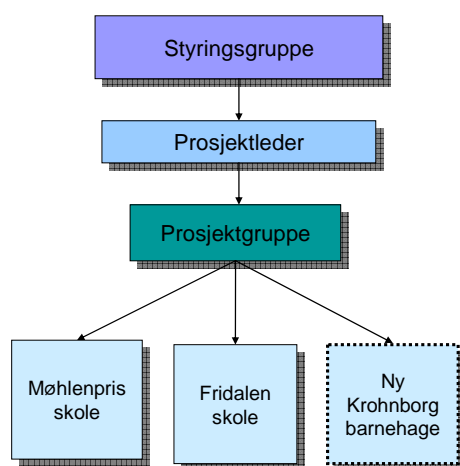 Styringsgruppe
Prosjektleder
Prosjektgruppe
Møhlenpris
skole
Fridalen
skole
Ny
Krohnborg
barnehage